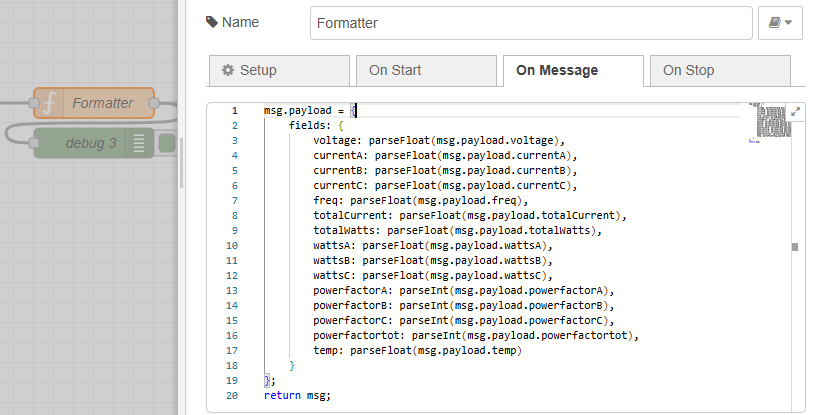 Name
Formatter
Setup
On Start
On Message
On Stop
Formatter
debug 3
1 msg.payload = {
2 fields: {
3 voltage: parseFloat(msg.payload.voltage),
4 currentA: parseFloat(msg.payload.currentA),
5 currentB: parseFloat(msg.payload.currentB),
6 currentC: parseFloat(msg.payload.currentC),
7 freq: parseFloat(msg.payload.freq),
8 totalCurrent: parseFloat(msg.payload.totalCurrent),
9 totalWatts: parseFloat(msg.payload.totalWatts),
10 wattsA: parseFloat(msg.payload.wattsA),
11 wattsB: parseFloat(msg.payload.wattsB),
12 wattsC: parseFloat(msg.payload.wattsC),
13 powerfactorA: parseInt(msg.payload.powerfactorA),
14 powerfactorB: parseInt(msg.payload.powerfactorB),
15 powerfactorC: parseInt(msg.payload.powerfactorC),
16 powerfactortot: parseInt(msg.payload.powerfactortot),
17 temp: parseFloat(msg.payload.temp)
18 }
19 };
20 return msg;